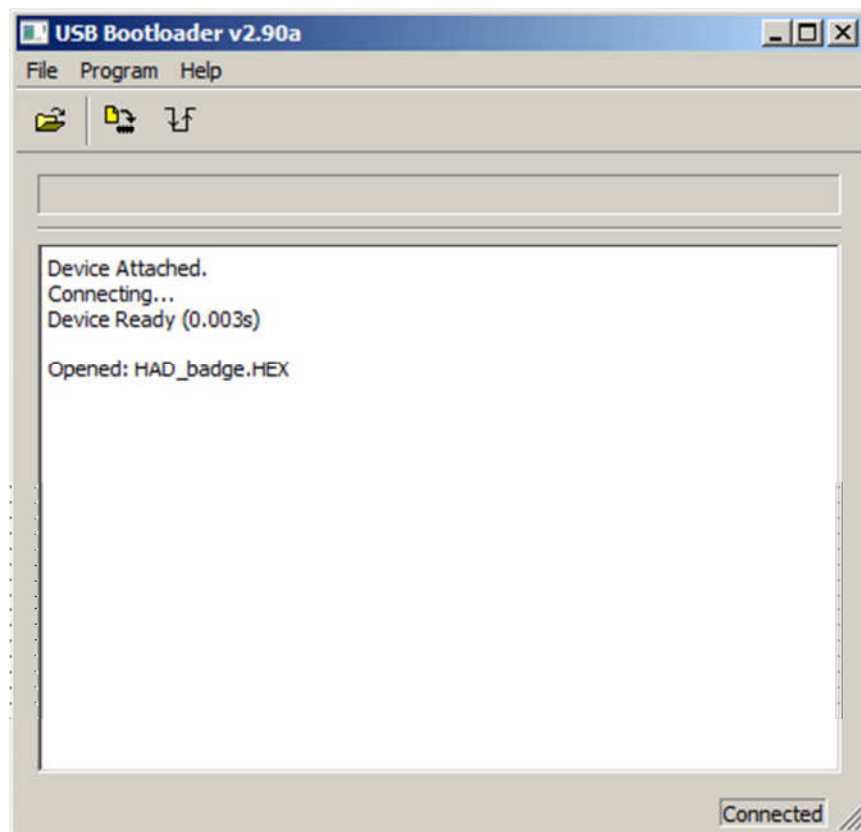 USB Bootloader v2.90a
File Program Help
Device Attached.
Connecting...
Device Ready (0.003s)
Opened: HAD_badge.HEX
Connected